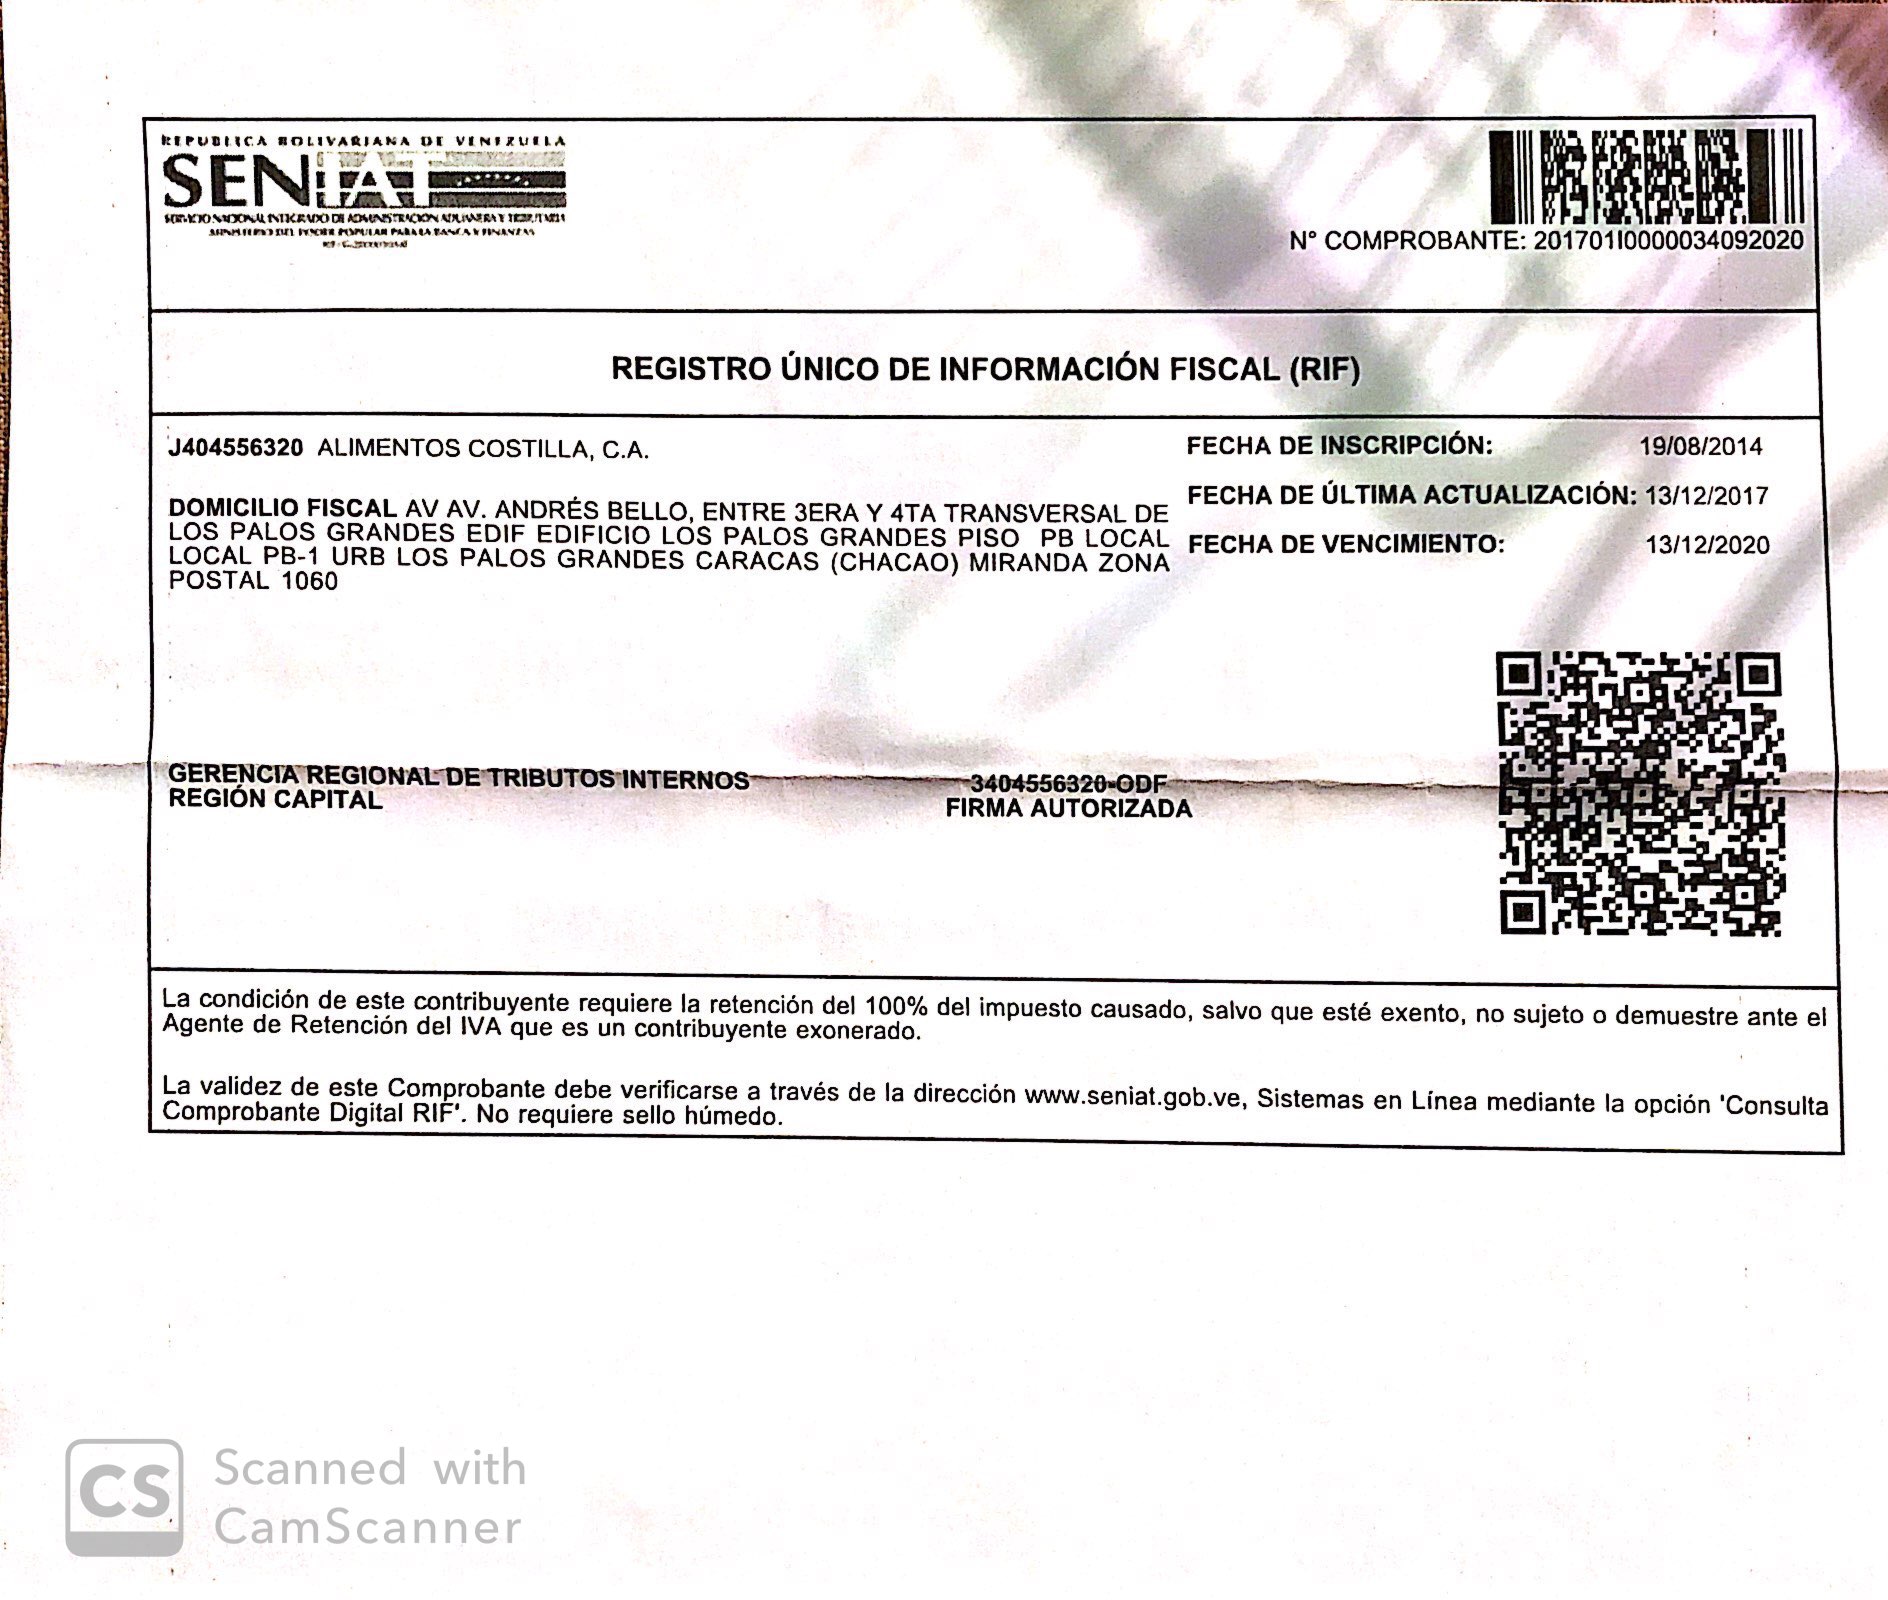 REPUBLICA BOLIVARIANA DE VENEZUELA
SENIAT
SERVICIO NACIONAL INTEGRADO DE ADMINISTRACION ADUANERA Y TRIBUTARIA
MINISTERIO DEL PODER POPULAR PARA LA BANCA Y FINANZAS
N° COMPROBANTE: 201701I0000034092020
REGISTRO ÚNICO DE INFORMACIÓN FISCAL (RIF)
J404556320 ALIMENTOS COSTILLA, C.A.
FECHA DE INSCRIPCIÓN: 19/08/2014
DOMICILIO FISCAL AV AV. ANDRÉS BELLO, ENTRE 3ERA Y 4TA TRANSVERSAL DE
LOS PALOS GRANDES EDIF EDIFICIO LOS PALOS GRANDES PISO PB LOCAL
LOCAL PB-1 URB LOS PALOS GRANDES CARACAS (CHACAO) MIRANDA ZONA
POSTAL 1060
FECHA DE ÚLTIMA ACTUALIZACIÓN: 13/12/2017
FECHA DE VENCIMIENTO: 13/12/2020
GERENCIA REGIONAL DE TRIBUTOS INTERNOS
REGIÓN CAPITAL
3404556320-ODF
FIRMA AUTORIZADA
La condición de este contribuyente requiere la retención del 100% del impuesto causado, salvo que esté exento, no sujeto o demuestre ante el
Agente de Retención del IVA que es un contribuyente exonerado.
La validez de este Comprobante debe verificarse a través de la dirección www.seniat.gob.ve, Sistemas en Línea mediante la opción 'Consulta
Comprobante Digital RIF'. No requiere sello húmedo.
CS
Scanned with
CamScanner